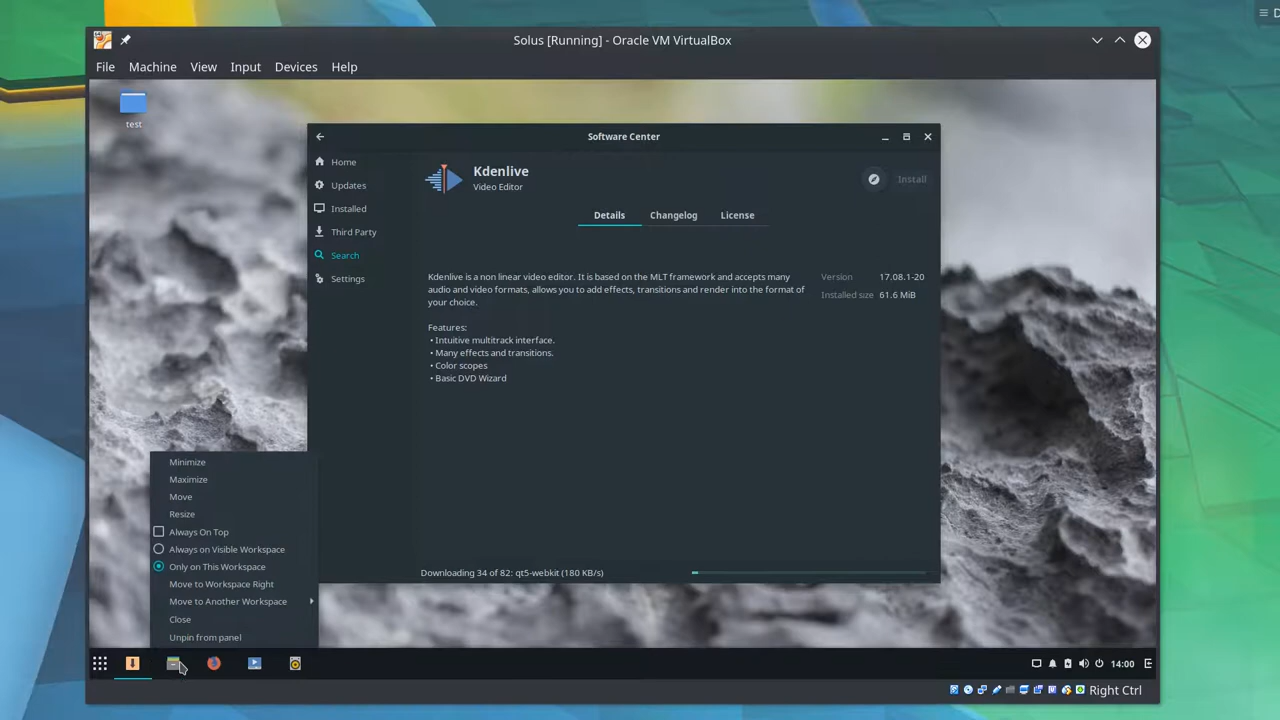 Solus [Running] - Oracle VM VirtualBox
File Machine View Input Devices Help
test
Software Center
Home
Updates
Installed
Third Party
Search
Settings
Kdenlive
Video Editor
Install
Details Changelog License
Kdenlive is a non linear video editor. It is based on the MLT framework and accepts many
audio and video formats, allows you to add effects, transitions and render into the format of
your choice.
Features:
• Intuitive multitrack interface.
• Many effects and transitions.
• Color scopes
• Basic DVD Wizard
Version 17.08.1-20
Installed size 61.6 MiB
Downloading 34 of 82: qt5-webkit (180 KB/s)
Minimize
Maximize
Move
Resize
Always On Top
Always on Visible Workspace
Only on This Workspace
Move to Workspace Right
Move to Another Workspace
Close
Unpin from panel
14:00
Right Ctrl